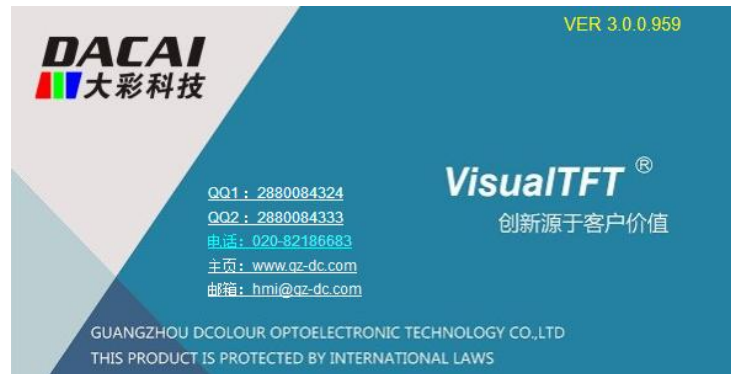 VER 3.0.0.959
DACAI
大彩科技
VisualTFT ®
创新源于客户价值
QQ1：2880084324
QQ2：2880084333
电话：020-82186683
主页：www.gz-dc.com
邮箱：hmi@gz-dc.com
GUANGZHOU DCOLOUR OPTOELECTRONIC TECHNOLOGY CO.,LTD
THIS PRODUCT IS PROTECTED BY INTERNATIONAL LAWS